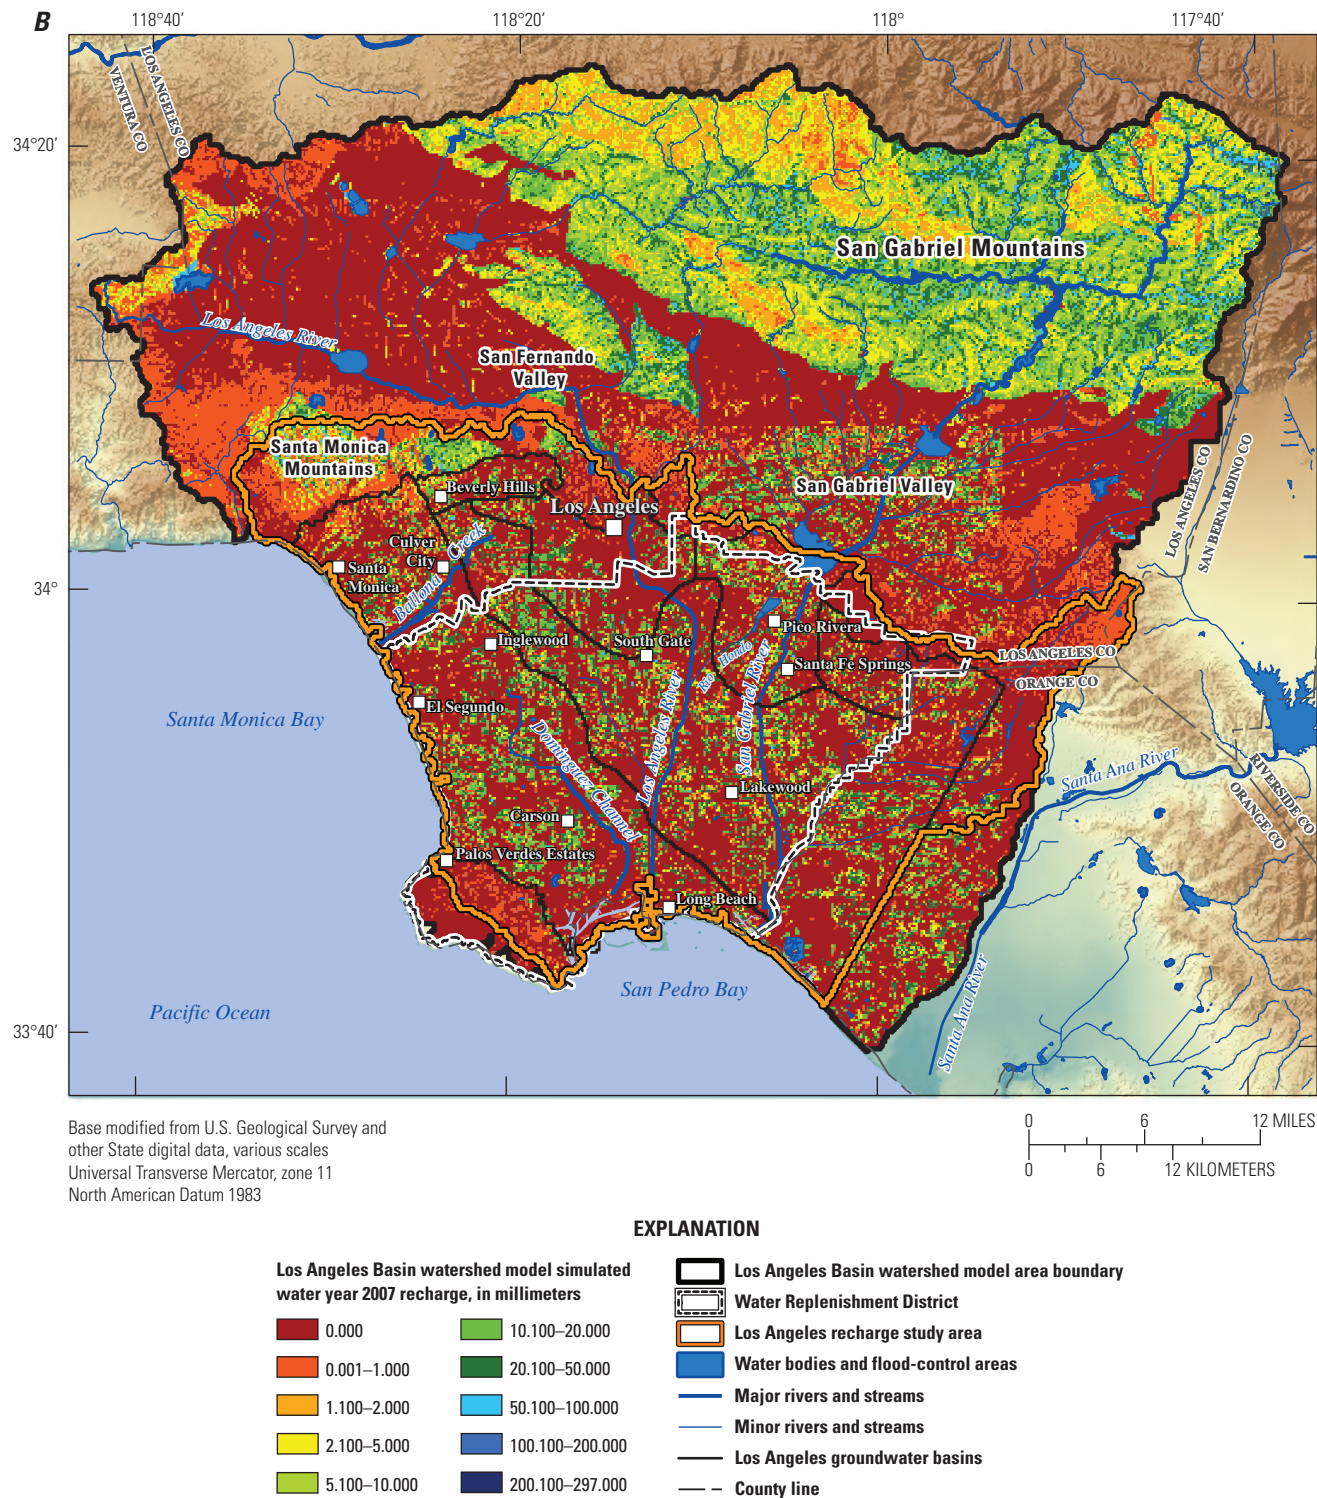 B
118°40'
118°20'
118°
117°40'
34°20'
34°
33°40'
LOS ANGELES CO
VENTURA CO
San Gabriel Mountains
Los Angeles River
San Fernando
Valley
Santa Monica
Mountains
San Gabriel Valley
Beverly Hills
Los Angeles
Culver
City
Ballona Creek
Santa
Monica
LOS ANGELES CO
SAN BERNARDINO CO
Inglewood
South Gate
Pico Rivera
Rio Hondo
Santa Fe Springs
LOS ANGELES CO
ORANGE CO
El Segundo
Santa Monica Bay
Dominguez Channel
Los Angeles River
San Gabriel River
Santa Ana River
RIVERSIDE CO
ORANGE CO
Lakewood
Carson
Palos Verdes Estates
Long Beach
San Pedro Bay
Pacific Ocean
Santa Ana River
Base modified from U.S. Geological Survey and
other State digital data, various scales
Universal Transverse Mercator, zone 11
North American Datum 1983
0 6 12 MILES
0 6 12 KILOMETERS
EXPLANATION
Los Angeles Basin watershed model simulated
water year 2007 recharge, in millimeters
0.000
0.001–1.000
1.100–2.000
2.100–5.000
5.100–10.000
10.100–20.000
20.100–50.000
50.100–100.000
100.100–200.000
200.100–297.000
Los Angeles Basin watershed model area boundary
Water Replenishment District
Los Angeles recharge study area
Water bodies and flood-control areas
Major rivers and streams
Minor rivers and streams
Los Angeles groundwater basins
County line